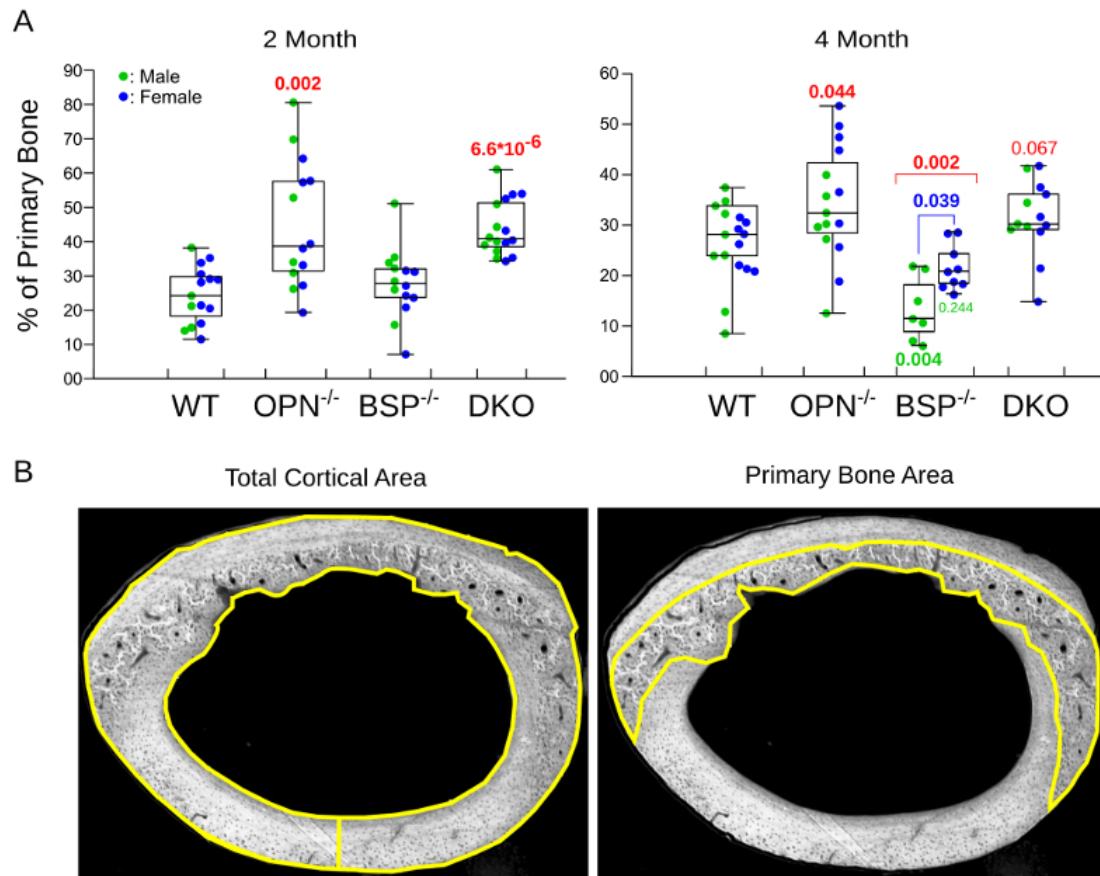 A
2 Month
4 Month
% of Primary Bone
90
80
70
60
50
40
30
20
10
00
: Male
: Female
0.002
6.6*10⁻⁶
WT
OPN⁻/⁻
BSP⁻/⁻
DKO
60
50
40
30
20
10
00
0.044
0.002
0.067
0.039
0.244
0.004
WT
OPN⁻/⁻
BSP⁻/⁻
DKO
B
Total Cortical Area
Primary Bone Area